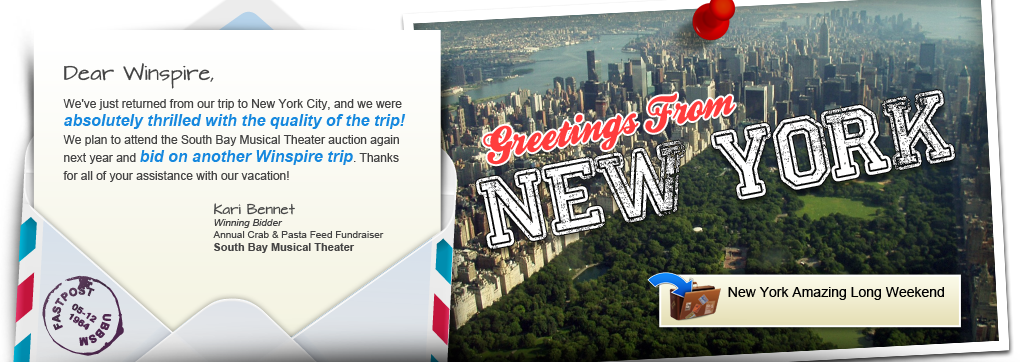 Dear Winspire,
We've just returned from our trip to New York City, and we were
absolutely thrilled with the quality of the trip!
We plan to attend the South Bay Musical Theater auction again
next year and bid on another Winspire trip. Thanks
for all of your assistance with our vacation!
Kari Bennet
Winning Bidder
Annual Crab & Pasta Feed Fundraiser
South Bay Musical Theater
FASTPOST
05-12
1964
UBBSM
Greetings From
NEW YORK
New York Amazing Long Weekend